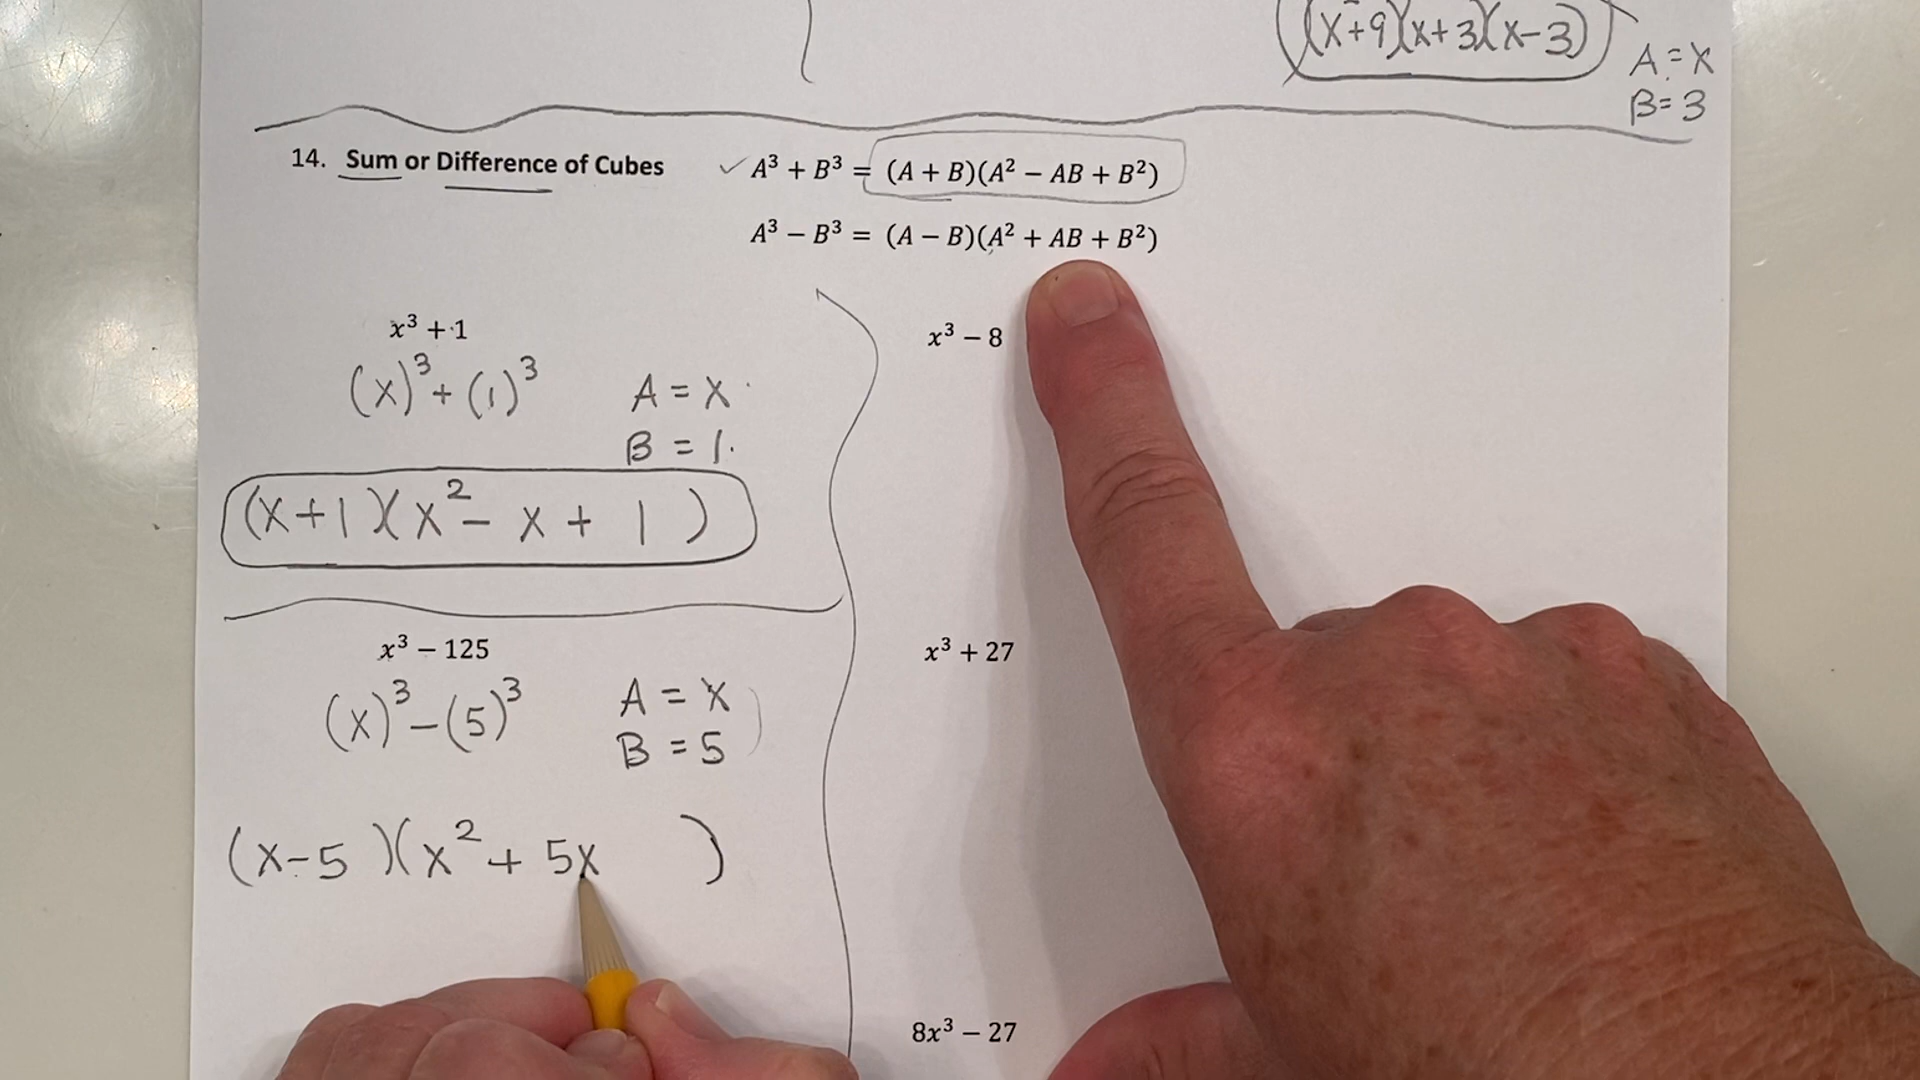 (x²+9)(x+3)(x-3)
A = x
B = 3
14. Sum or Difference of Cubes ✓ A³ + B³ = (A + B)(A² − AB + B²)
A³ − B³ = (A − B)(A² + AB + B²)
x³ + 1
(x)³ + (1)³
A = x
B = 1
(x+1)(x² - x + 1)
x³ − 125
(x)³ - (5)³
A = x
B = 5
(x-5)(x² + 5x )
x³ − 8
x³ + 27
8x³ − 27